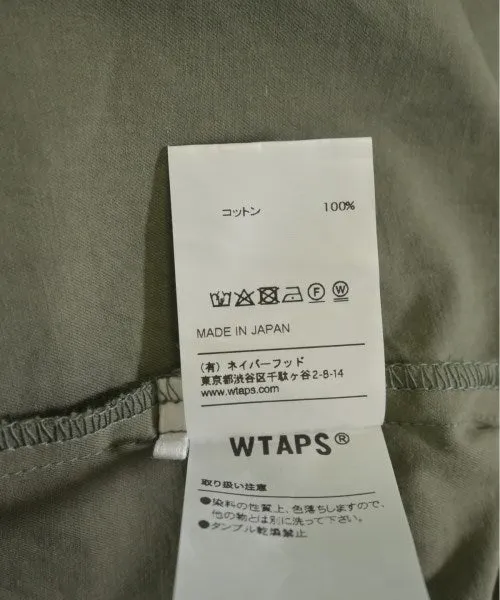 コットン 100%
MADE IN JAPAN
(有) ネイバーフッド
東京都渋谷区千駄ヶ谷2-8-14
www.wtaps.com
WTAPS®
取り扱い注意
●染料の性質上、色落ちしますので、
他の物とは別に洗って下さい。
●タンブル乾燥禁止